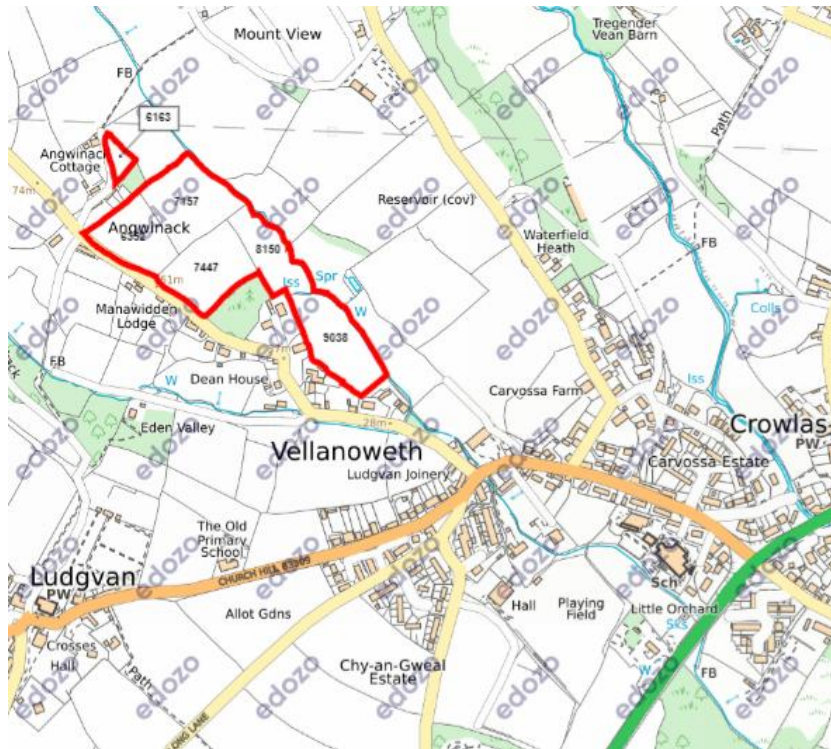 Tregender
Vean Barn
Mount View
FB
6163
Path
Angwinack
Cottage
74m
7157
Reservoir (cov)
Angwinack
6352
8150
Waterfield
Heath
FB
7447
61m
Iss
Spr
Manawidden
Lodge
W
Colls
9038
FB
Dean House
W
Iss
Carvossa Farm
Eden Valley
28m
Crowlas
PW
Vellanoweth
Carvossa Estate
Ludgvan Joinery
The Old
Primary
School
CHURCH HILL B3309
Sch
Ludgvan
PW
Hall
Playing
Field
Little Orchard
Sks
Allot Gdns
Crosses
Hall
Chy-an-Gweal
Estate
W
FB
Path
LONG LANE
edozo